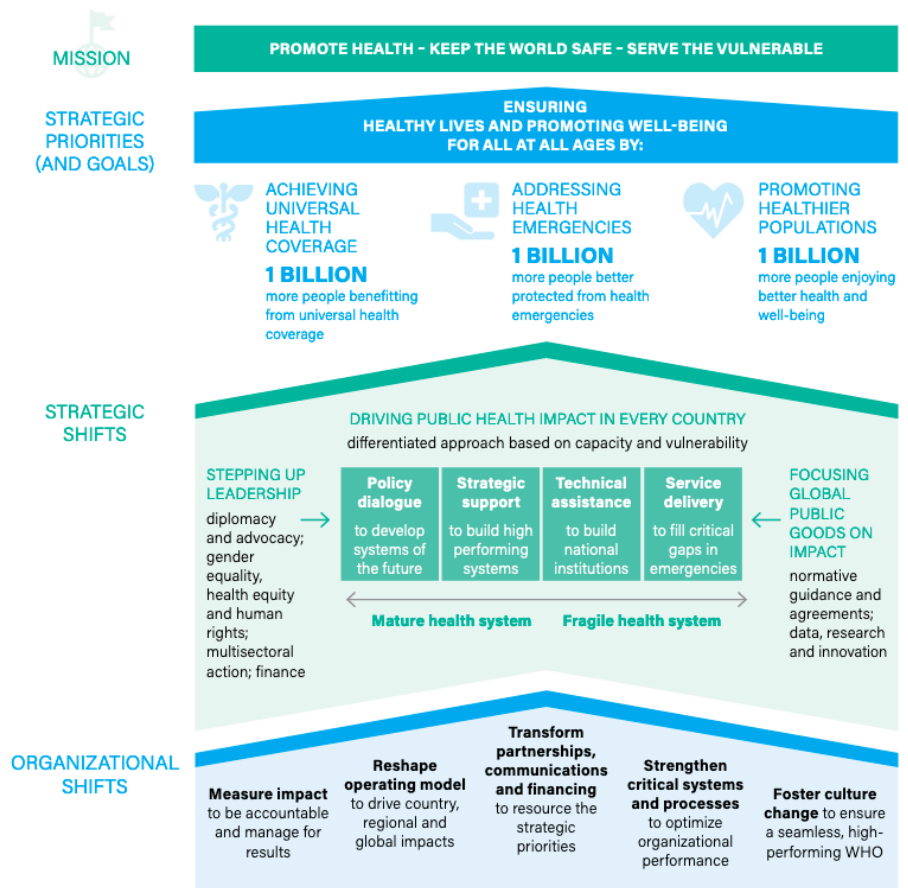 MISSION
PROMOTE HEALTH – KEEP THE WORLD SAFE – SERVE THE VULNERABLE
STRATEGIC
PRIORITIES
(AND GOALS)
ENSURING
HEALTHY LIVES AND PROMOTING WELL-BEING
FOR ALL AT ALL AGES BY:
ACHIEVING
UNIVERSAL
HEALTH
COVERAGE
1 BILLION
more people benefitting
from universal health
coverage
ADDRESSING
HEALTH
EMERGENCIES
1 BILLION
more people better
protected from health
emergencies
PROMOTING
HEALTHIER
POPULATIONS
1 BILLION
more people enjoying
better health and
well-being
STRATEGIC
SHIFTS
DRIVING PUBLIC HEALTH IMPACT IN EVERY COUNTRY
differentiated approach based on capacity and vulnerability
STEPPING UP
LEADERSHIP
diplomacy
and advocacy;
gender
equality,
health equity
and human
rights;
multisectoral
action; finance
Policy
dialogue
to develop
systems of
the future
Strategic
support
to build high
performing
systems
Technical
assistance
to build
national
institutions
Service
delivery
to fill critical
gaps in
emergencies
Mature health system
Fragile health system
FOCUSING
GLOBAL
PUBLIC
GOODS ON
IMPACT
normative
guidance and
agreements;
data, research
and innovation
ORGANIZATIONAL
SHIFTS
Measure impact
to be accountable
and manage for
results
Reshape
operating model
to drive country,
regional and
global impacts
Transform
partnerships,
communications
and financing
to resource the
strategic
priorities
Strengthen
critical systems
and processes
to optimize
organizational
performance
Foster culture
change to ensure
a seamless, high-
performing WHO